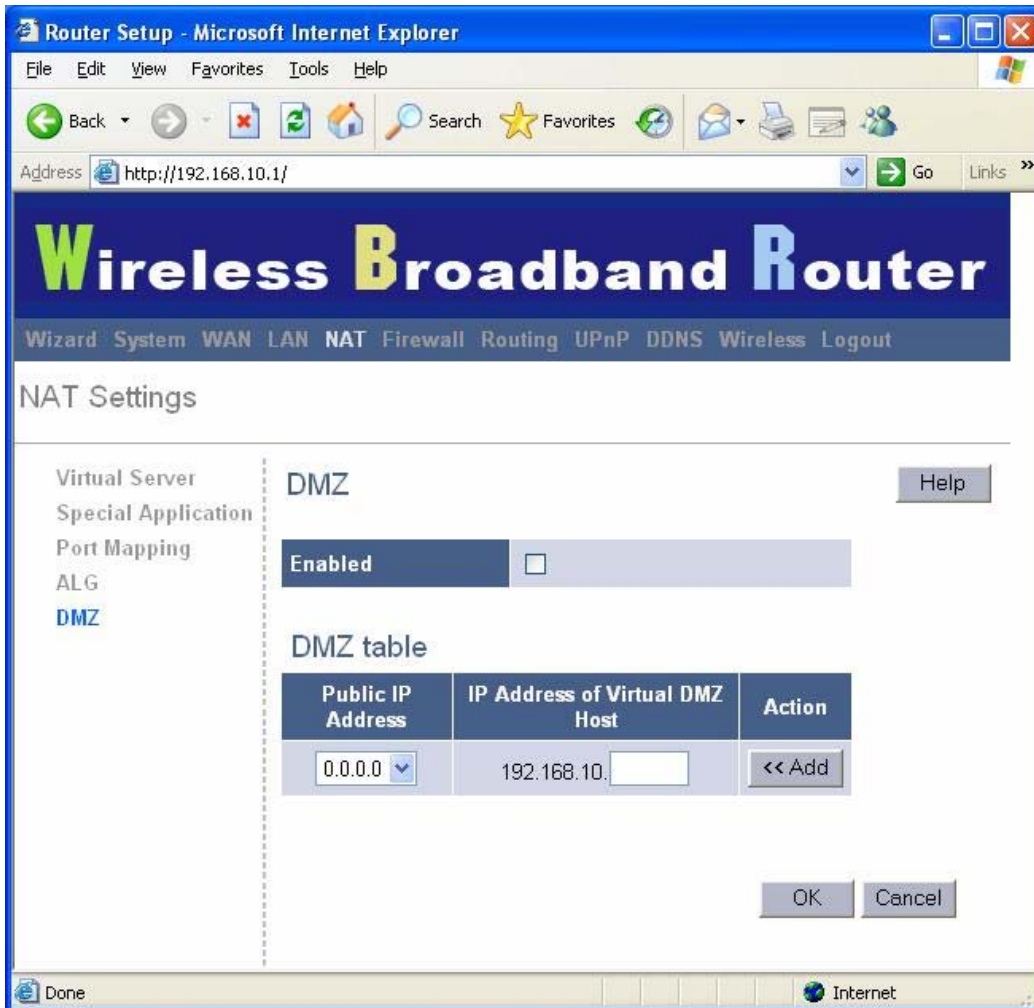 Router Setup - Microsoft Internet Explorer
File Edit View Favorites Tools Help
Back Search Favorites
Address http://192.168.10.1/ Go Links »
Wireless Broadband Router
Wizard System WAN LAN NAT Firewall Routing UPnP DDNS Wireless Logout
NAT Settings
Virtual Server
Special Application
Port Mapping
ALG
DMZ
DMZ
Help
Enabled
DMZ table
Public IP Address
IP Address of Virtual DMZ Host
Action
0.0.0.0
192.168.10.
<< Add
OK Cancel
Done Internet